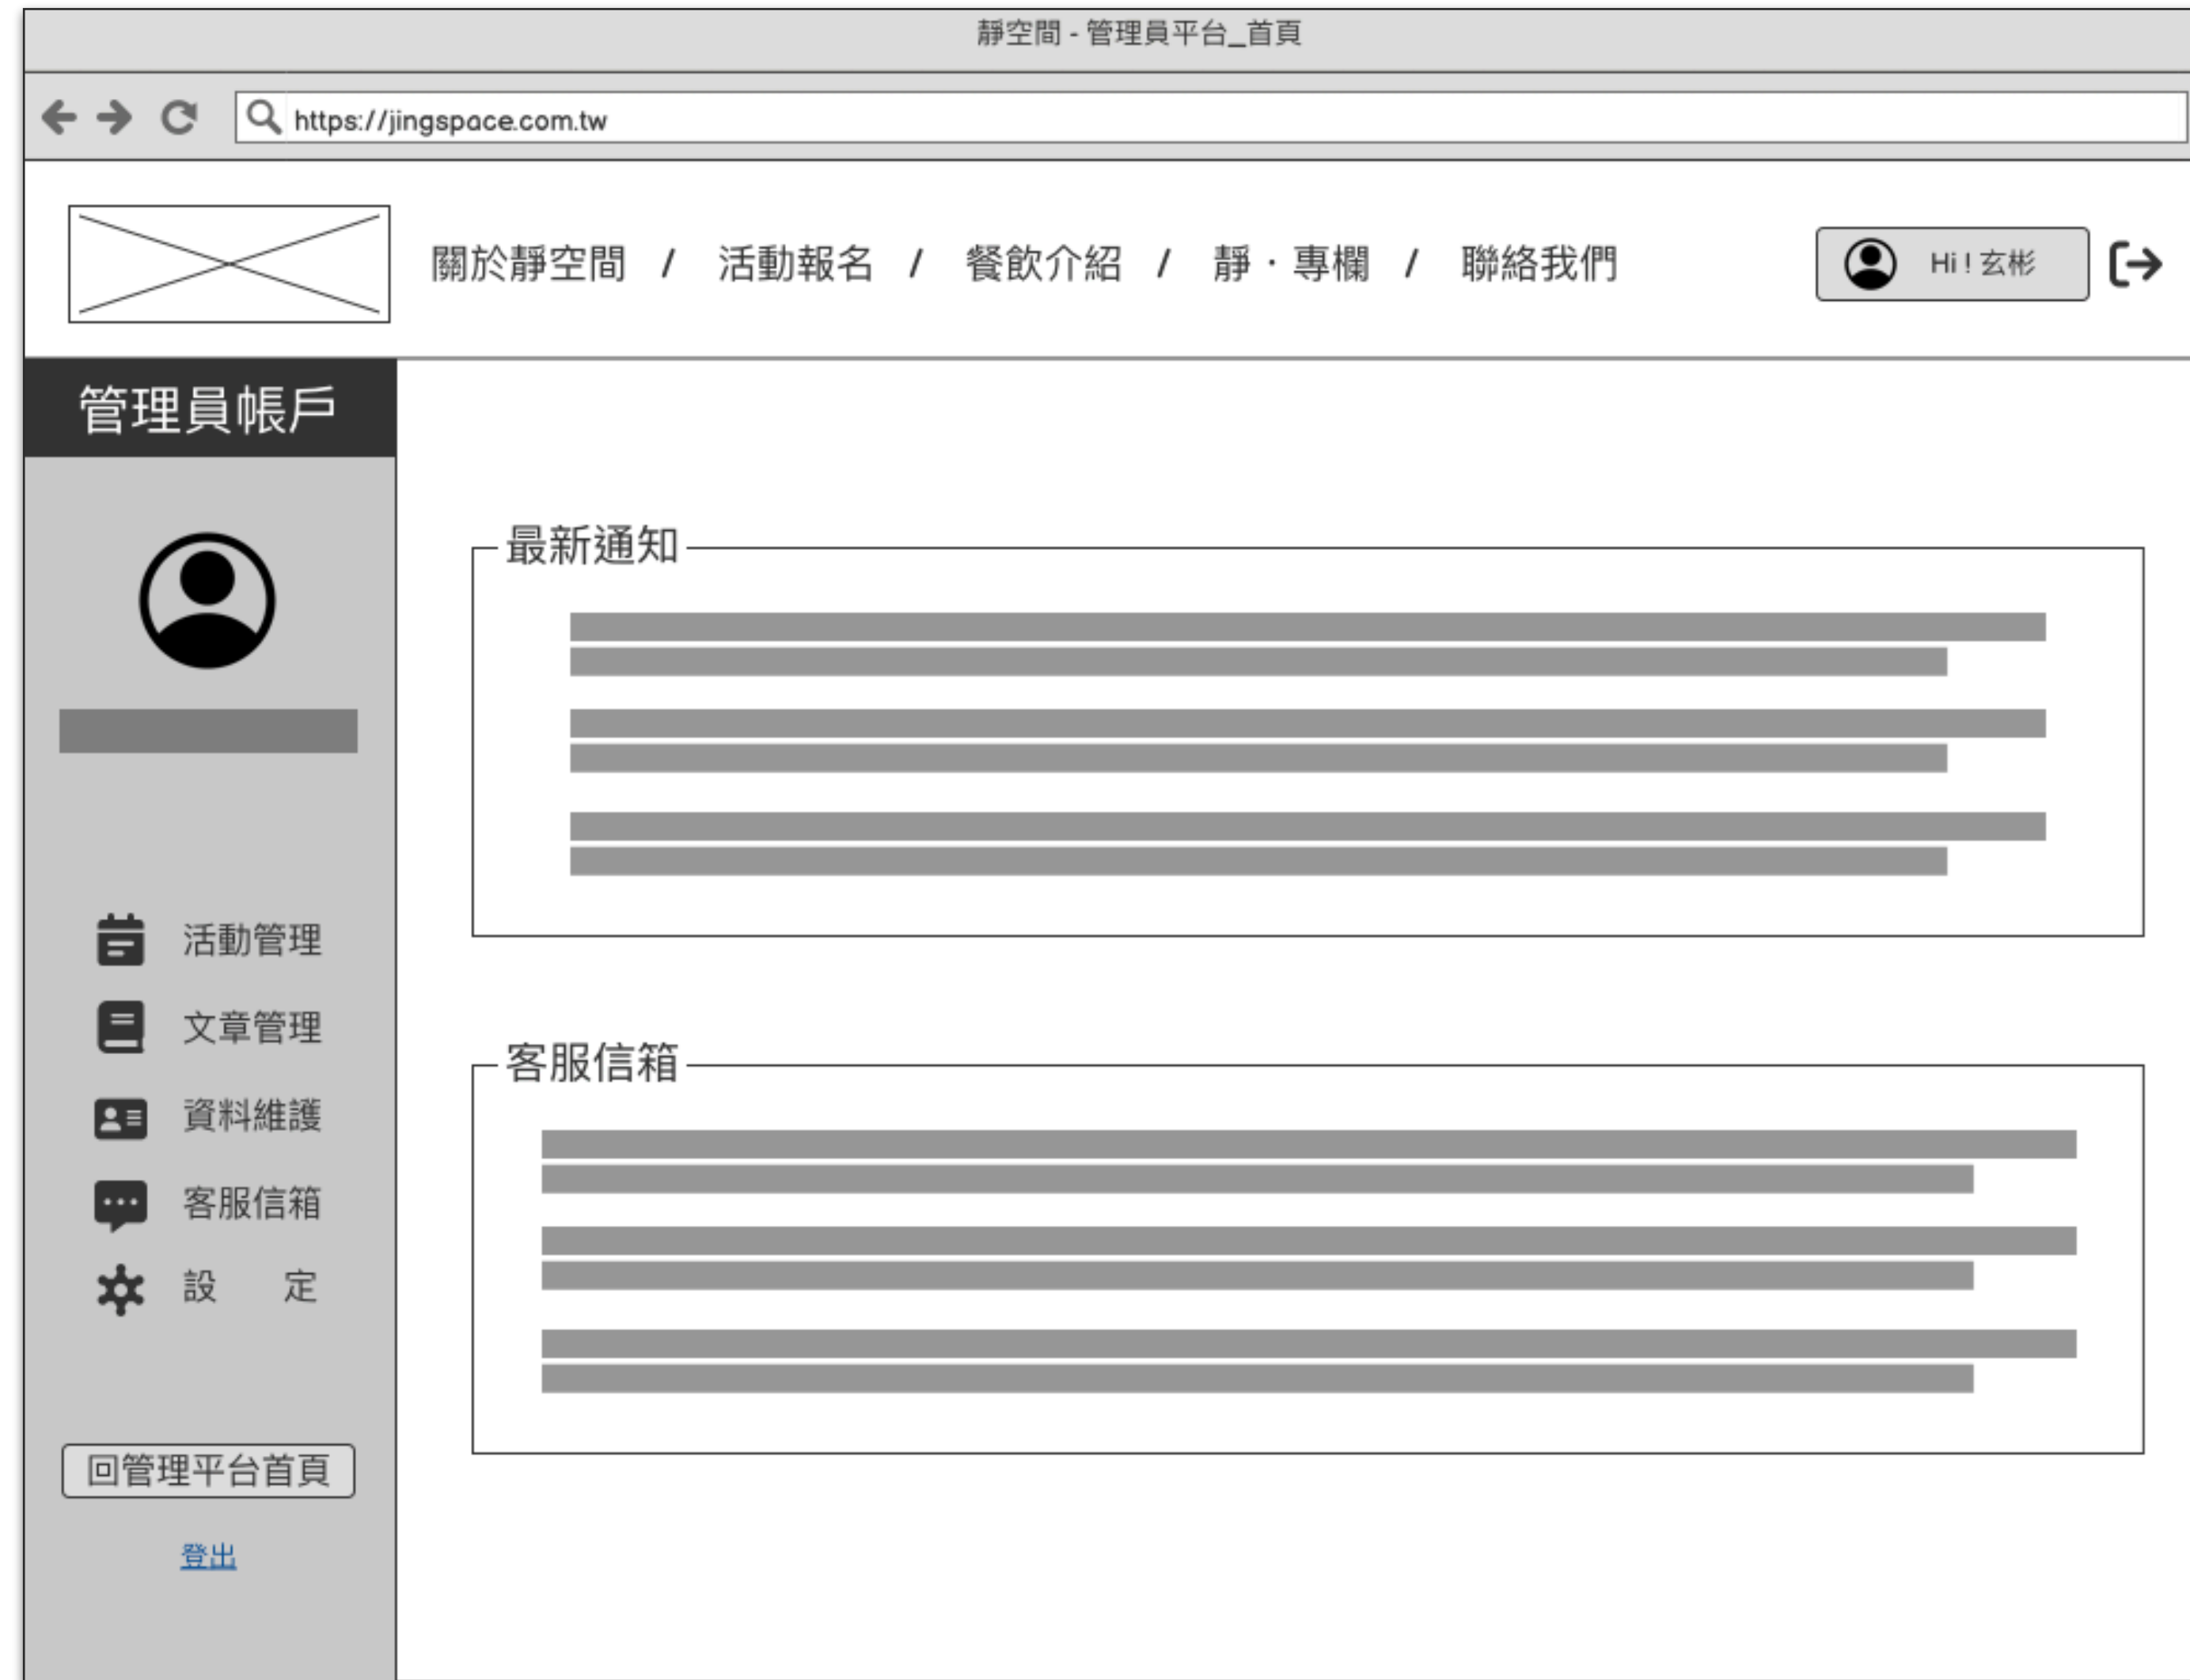 靜空間 - 管理員平台_首頁
https://jingspace.com.tw
關於靜空間 / 活動報名 / 餐飲介紹 / 靜 · 專欄 / 聯絡我們
Hi ! 玄彬
管理員帳戶
活動管理
文章管理
資料維護
客服信箱
設 定
回管理平台首頁
登出
最新通知
客服信箱